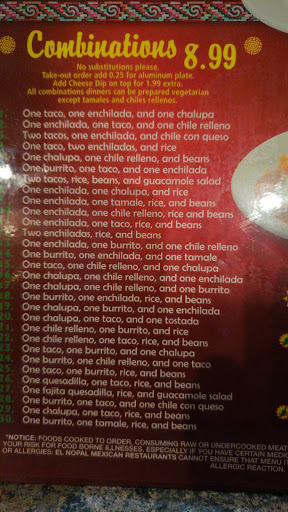 Combinations 8.99
No substitutions please.
Take-out order add 0.25 for aluminum plate.
Add Cheese Dip on top for 1.99 extra.
All combinations dinners can be prepared vegetarian
except tamales and chiles rellenos.
One taco, one enchilada, and one chalupa
One enchilada, one taco, and one chile relleno
Two tacos, one enchilada, and chile con queso
One taco, two enchiladas, and rice
One chalupa, one chile relleno, and beans
One burrito, one taco, and one enchilada
Two tacos, rice, beans, and guacamole salad
One enchilada, one chalupa, and rice
One enchilada, one tamale, rice, and beans
One enchilada, one chile relleno, rice and beans
One enchilada, one taco, rice, and beans
Two enchiladas, rice, and beans
One enchilada, one burrito, and one chile relleno
One burrito, one enchilada, and one tamale
One taco, one chile relleno, and one chalupa
One chalupa, one chile relleno, and one enchilada
One chalupa, one chile relleno, and one burrito
One burrito, one enchilada, rice, and beans
One chalupa, one burrito, and one enchilada
One chalupa, one taco, and one tostada
One chile relleno, one burrito, and rice
One chile relleno, one taco, rice, and beans
One taco, one burrito, and one chalupa
One burrito, one chile relleno, and one taco
One taco, one burrito, rice, and beans
One quesadilla, one taco, rice, and beans
One fajita quesadilla, rice, and guacamole salad
One burrito, one taco, and one chile con queso
One chalupa, one taco, rice, and beans
One taco, one burrito, rice, and beans
*NOTICE: FOODS COOKED TO ORDER, CONSUMING RAW OR UNDERCOOKED MEAT
YOUR RISK FOR FOOD BORNE ILLNESSES, ESPECIALLY IF YOU HAVE CERTAIN MEDIC
OR ALLERGIES: EL NOPAL MEXICAN RESTAURANTS CANNOT ENSURE THAT MENU IT
ALLERGIC REACTION.